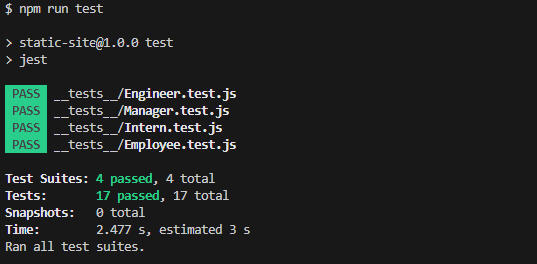 $ npm run test
> static-site@1.0.0 test
> jest
PASS __tests__/Engineer.test.js
PASS __tests__/Manager.test.js
PASS __tests__/Intern.test.js
PASS __tests__/Employee.test.js
Test Suites: 4 passed, 4 total
Tests: 17 passed, 17 total
Snapshots: 0 total
Time: 2.477 s, estimated 3 s
Ran all test suites.